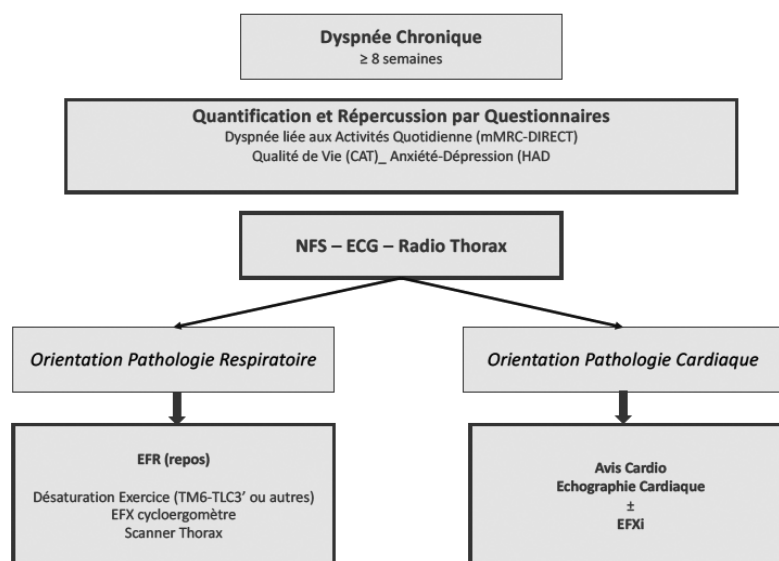 Dyspnée Chronique
≥ 8 semaines
Quantification et Répercussion par Questionnaires
Dyspnée liée aux Activités Quotidienne (mMRC-DIRECT)
Qualité de Vie (CAT)_ Anxiété-Dépression (HAD
NFS – ECG – Radio Thorax
Orientation Pathologie Respiratoire
Orientation Pathologie Cardiaque
EFR (repos)
Désaturation Exercice (TM6-TLC3’ ou autres)
EFX cycloergomètre
Scanner Thorax
Avis Cardio
Echographie Cardiaque
±
EFXi